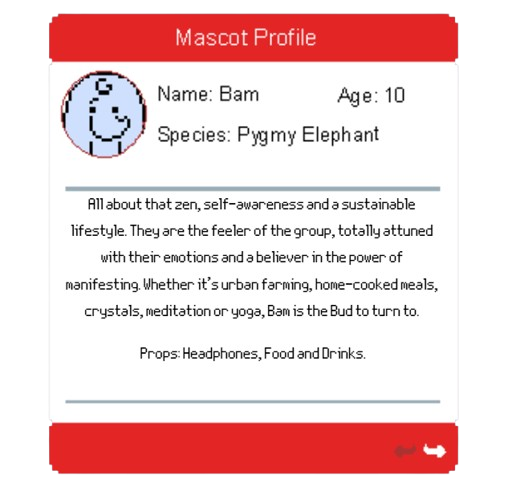 Mascot Profile
Name: Bam
Age: 10
Species: Pygmy Elephant
All about that zen, self-awareness and a sustainable
lifestyle. They are the feeler of the group, totally attuned
with their emotions and a believer in the power of
manifesting. Whether it's urban farming, home-cooked meals,
crystals, meditation or yoga, Bam is the Bud to turn to.
Props: Headphones, Food and Drinks.